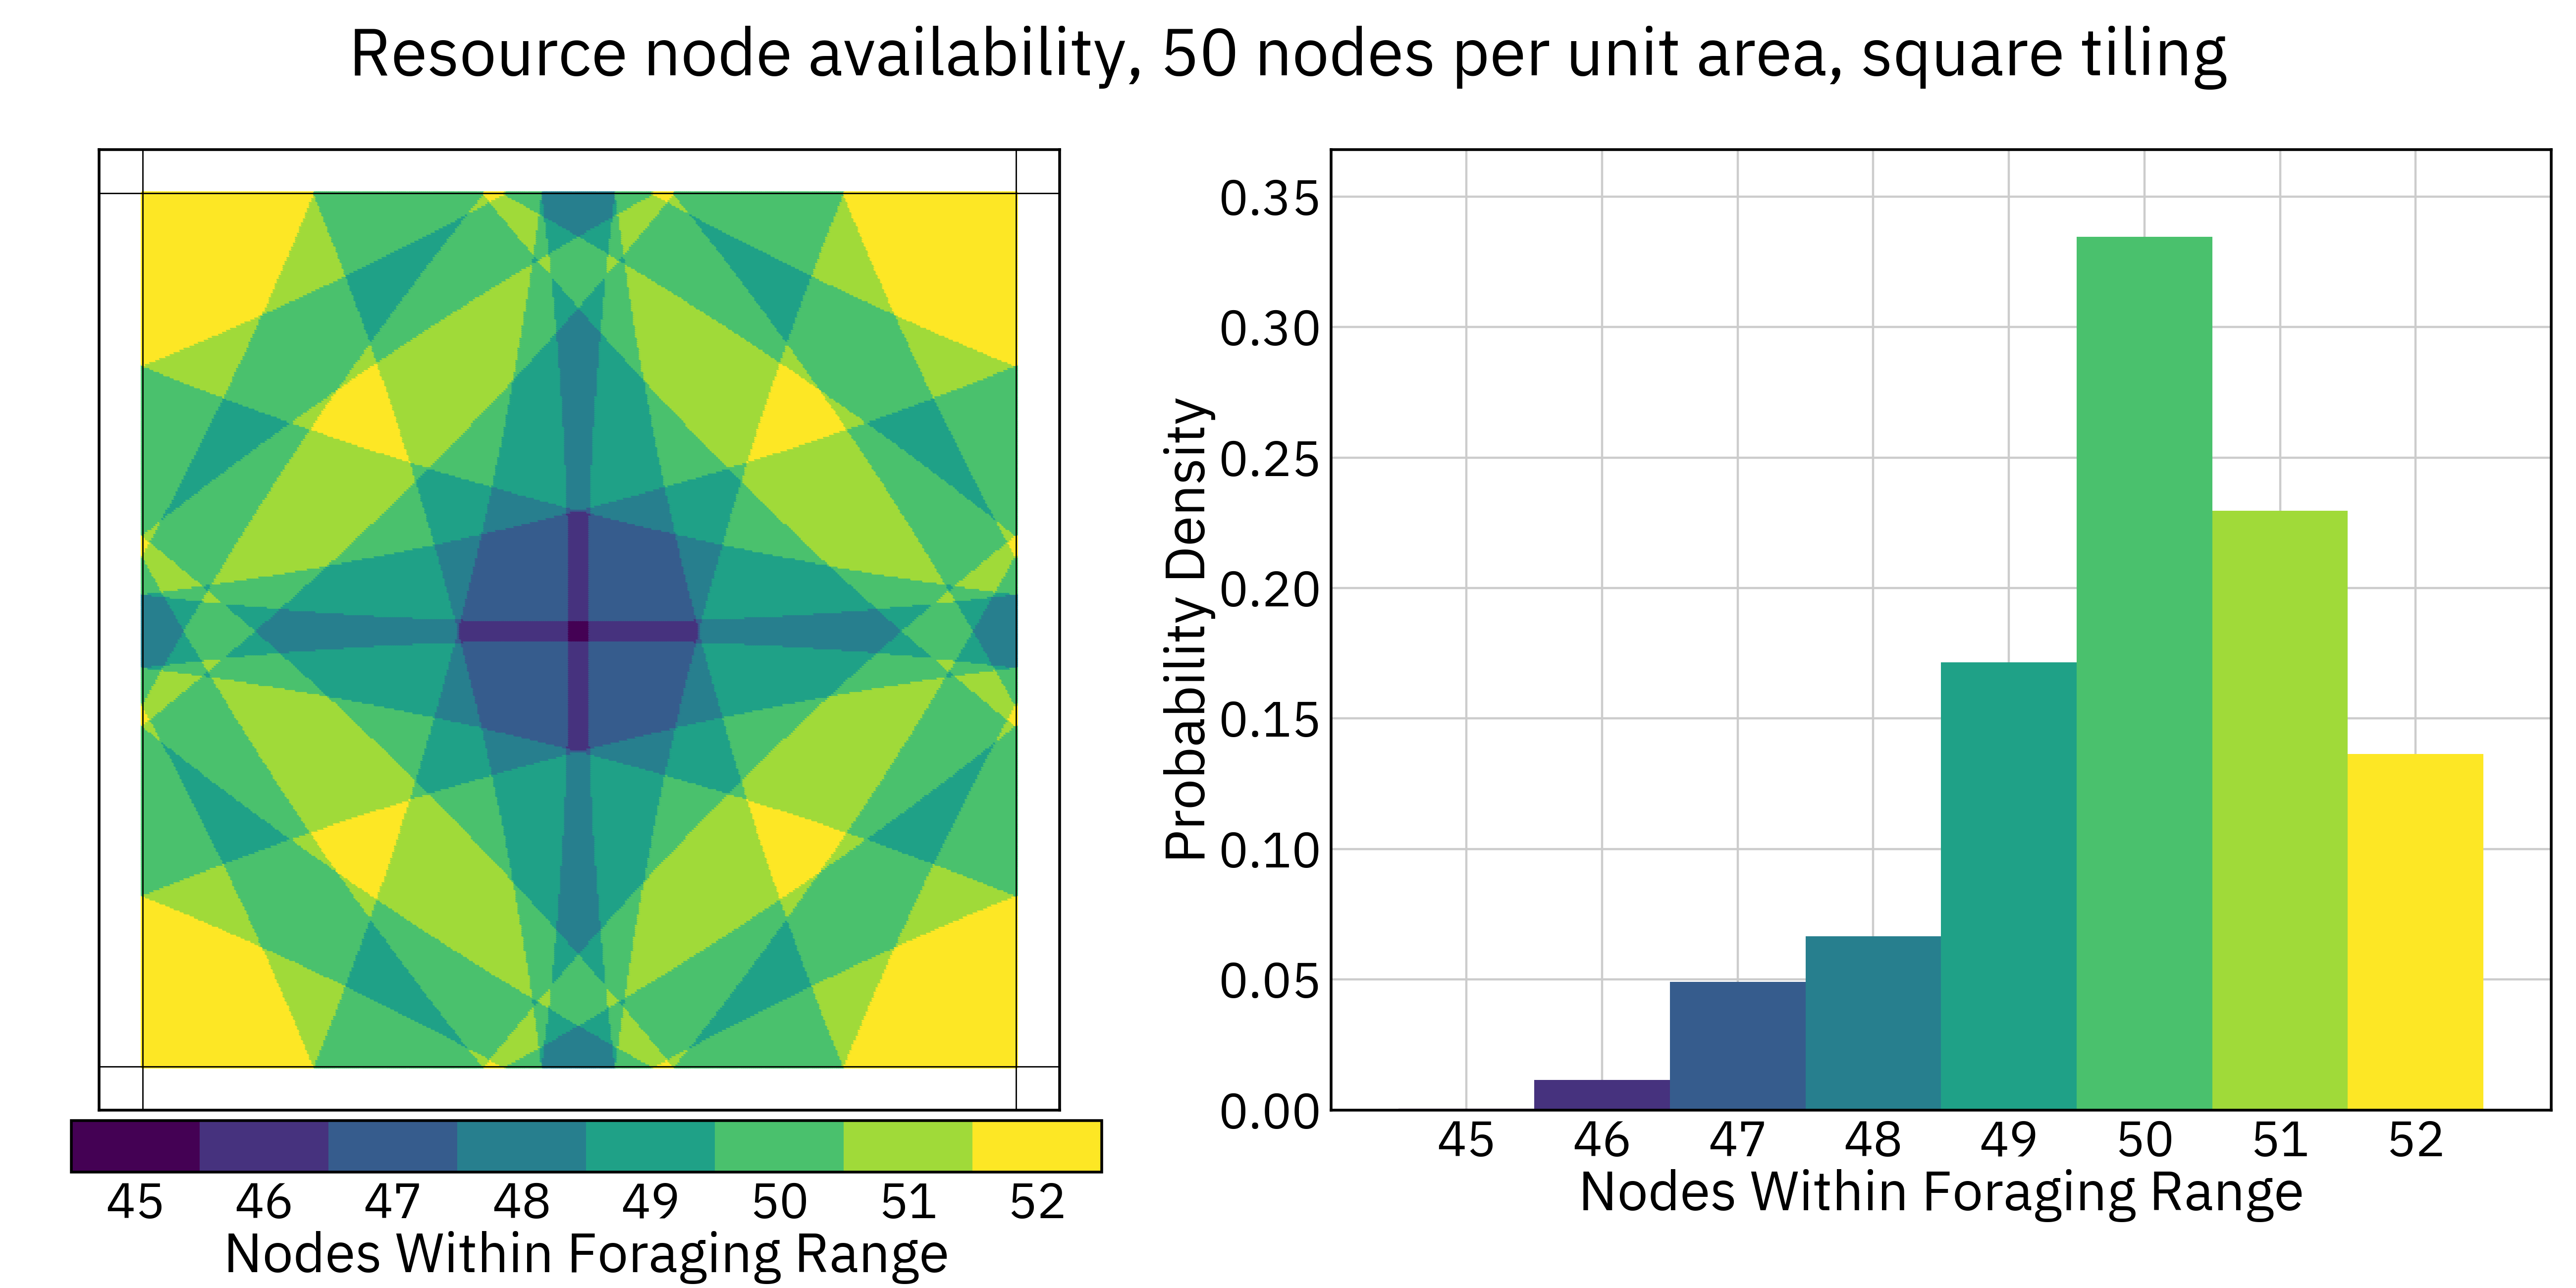 Resource node availability, 50 nodes per unit area, square tiling
45 46 47 48 49 50 51 52
Nodes Within Foraging Range
Probability Density
0.35
0.30
0.25
0.20
0.15
0.10
0.05
0.00
45 46 47 48 49 50 51 52
Nodes Within Foraging Range